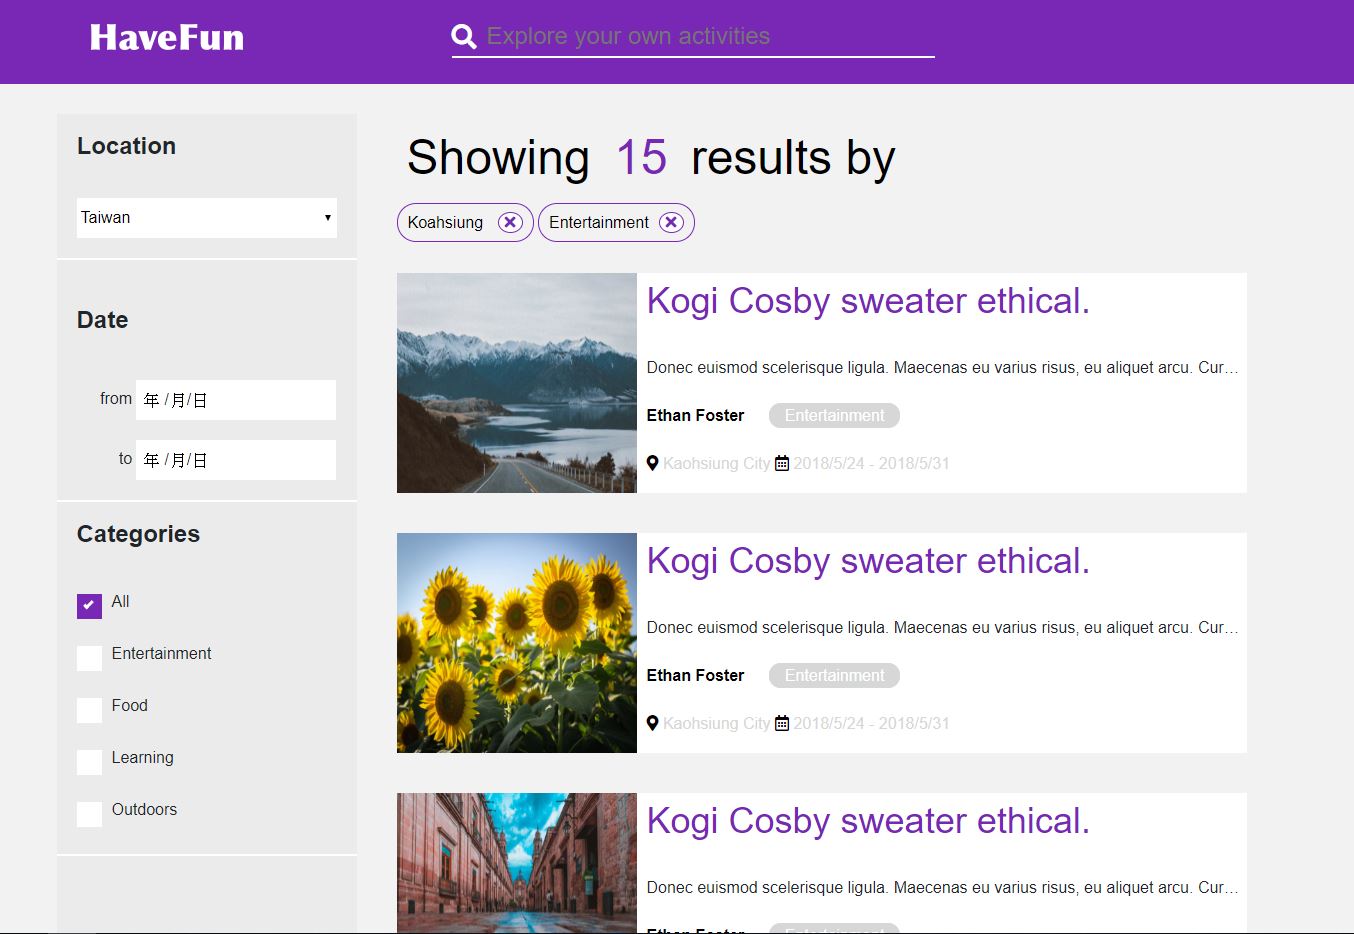 HaveFun
Explore your own activities
Location
Taiwan
Date
from 年 /月/日
to 年 /月/日
Categories
All
Entertainment
Food
Learning
Outdoors
Showing 15 results by
Koahsiung Entertainment
Kogi Cosby sweater ethical.
Donec euismod scelerisque ligula. Maecenas eu varius risus, eu aliquet arcu. Cur...
Ethan Foster Entertainment
Kaohsiung City 2018/5/24 - 2018/5/31
Kogi Cosby sweater ethical.
Donec euismod scelerisque ligula. Maecenas eu varius risus, eu aliquet arcu. Cur...
Ethan Foster Entertainment
Kaohsiung City 2018/5/24 - 2018/5/31
Kogi Cosby sweater ethical.
Donec euismod scelerisque ligula. Maecenas eu varius risus, eu aliquet arcu. Cur...
Ethan Foster Entertainment